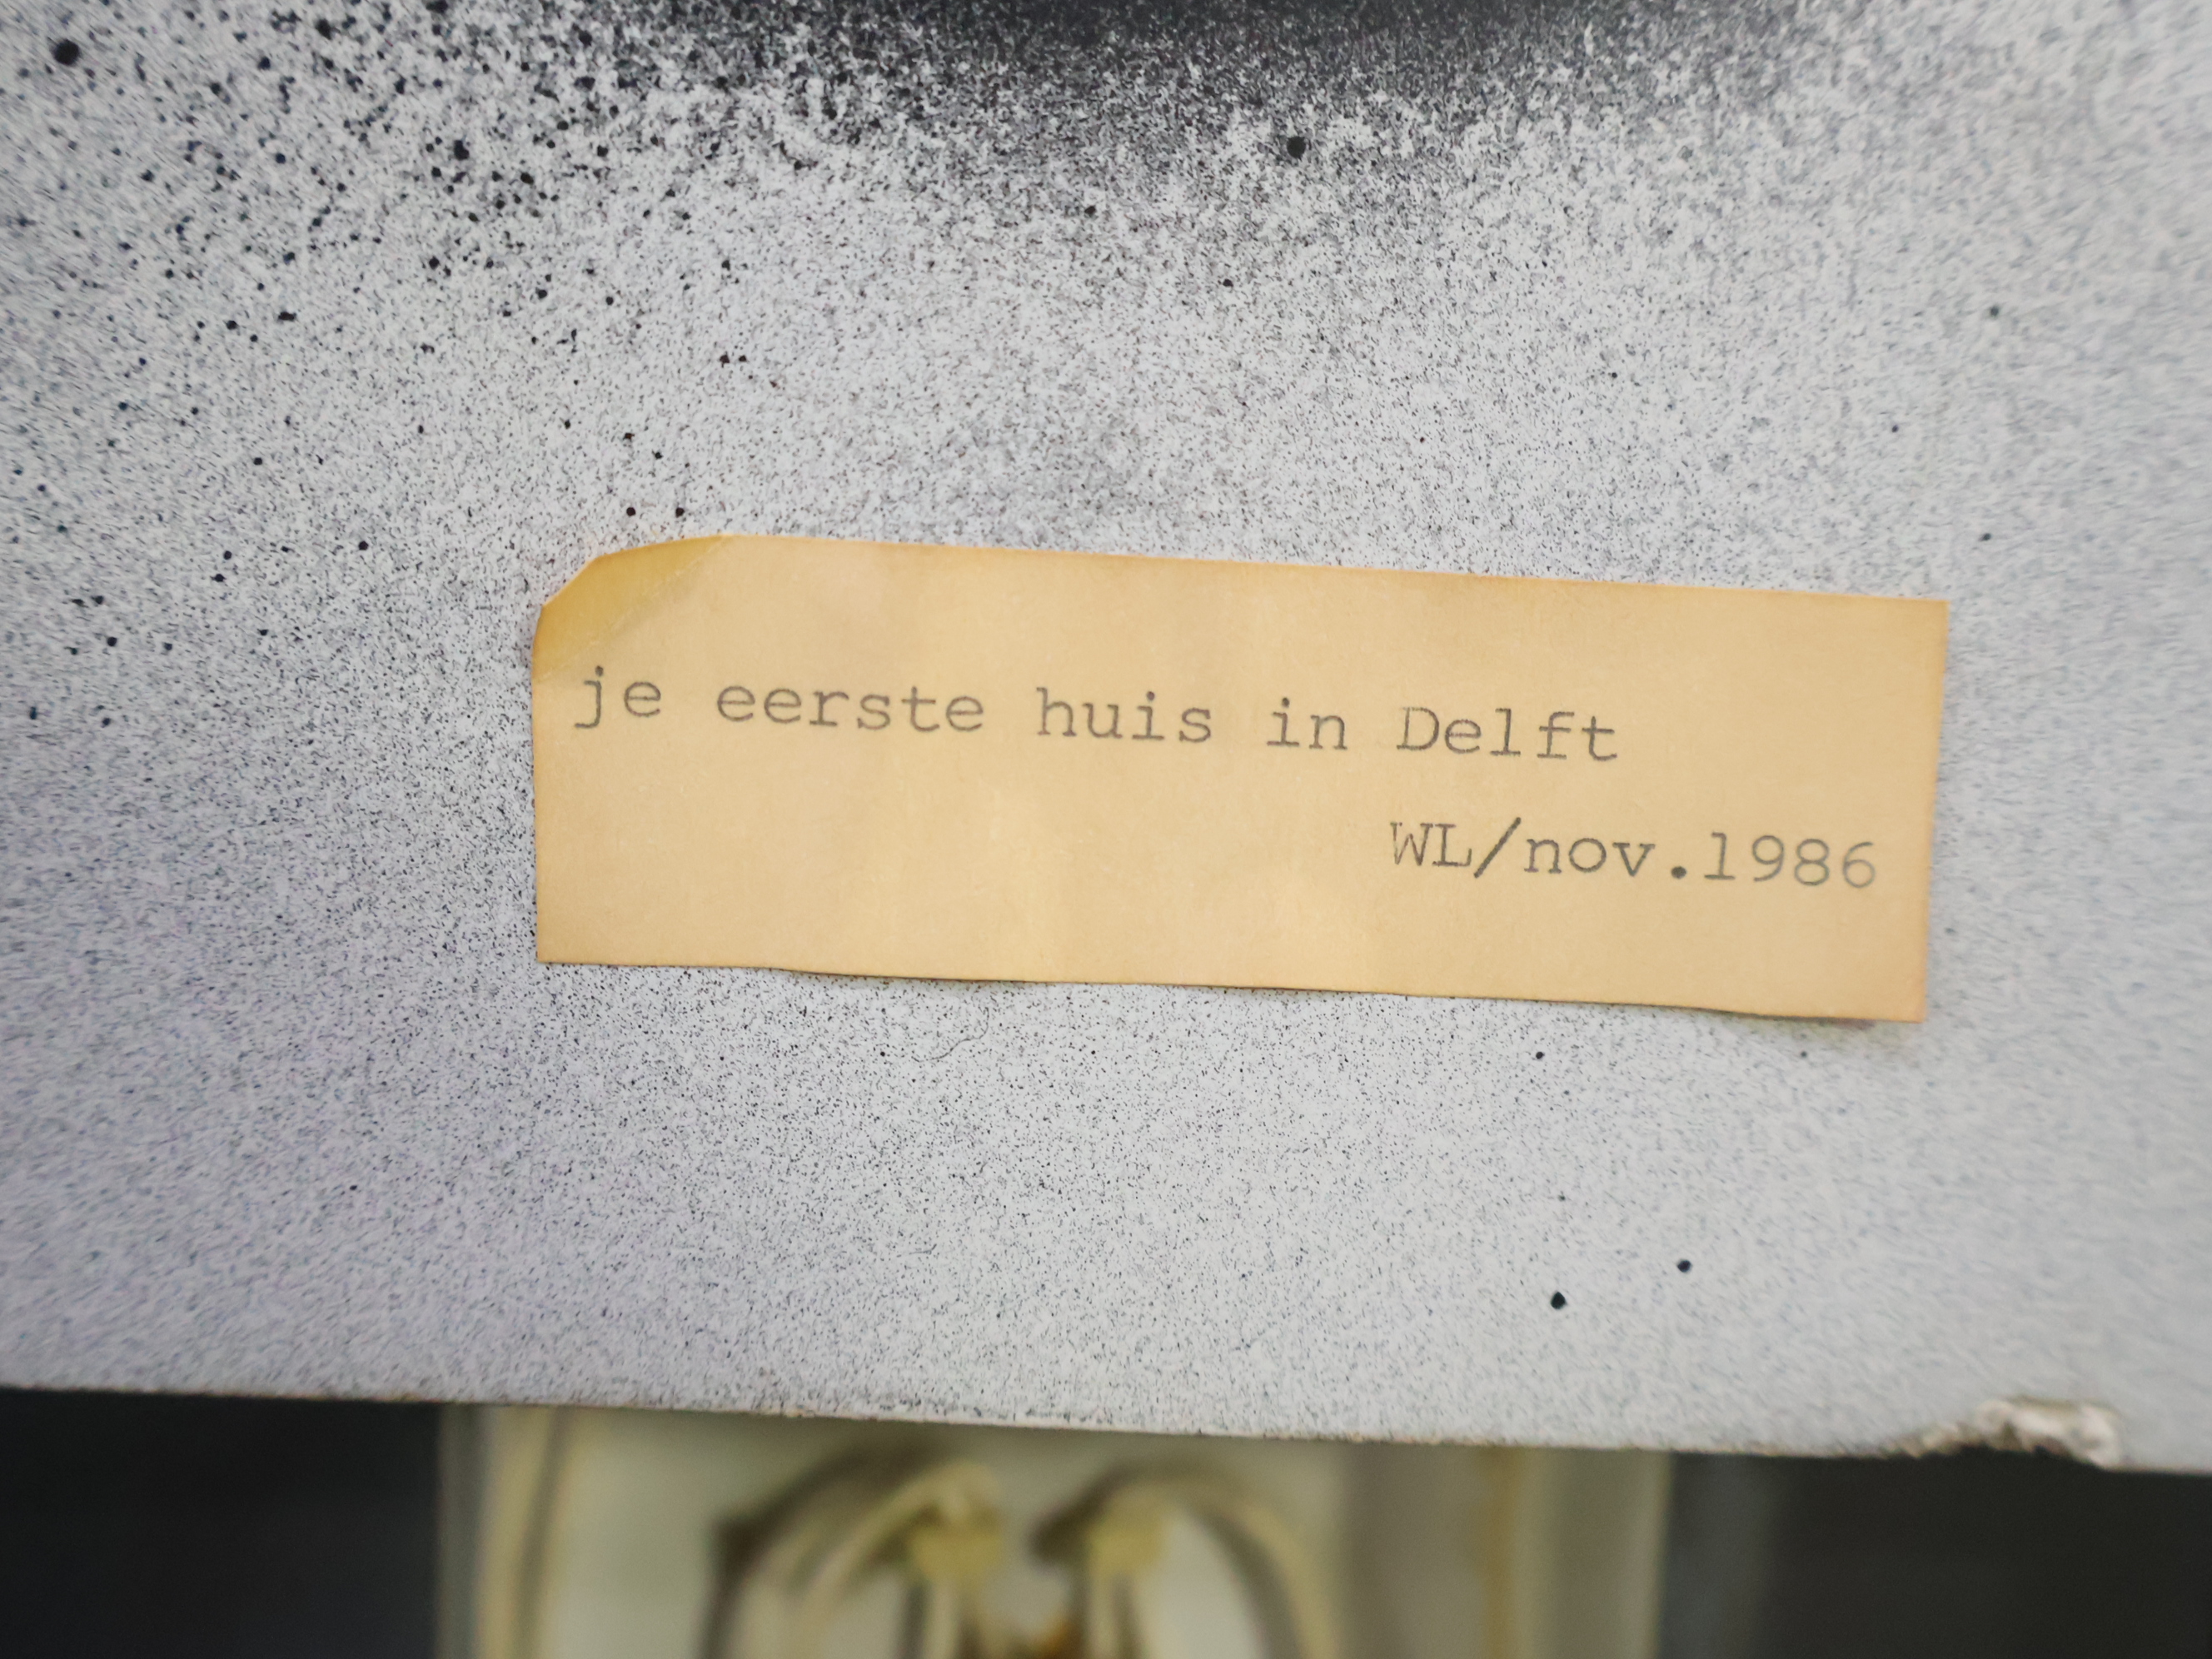 je eerste huis in Delft
WL/nov.1986